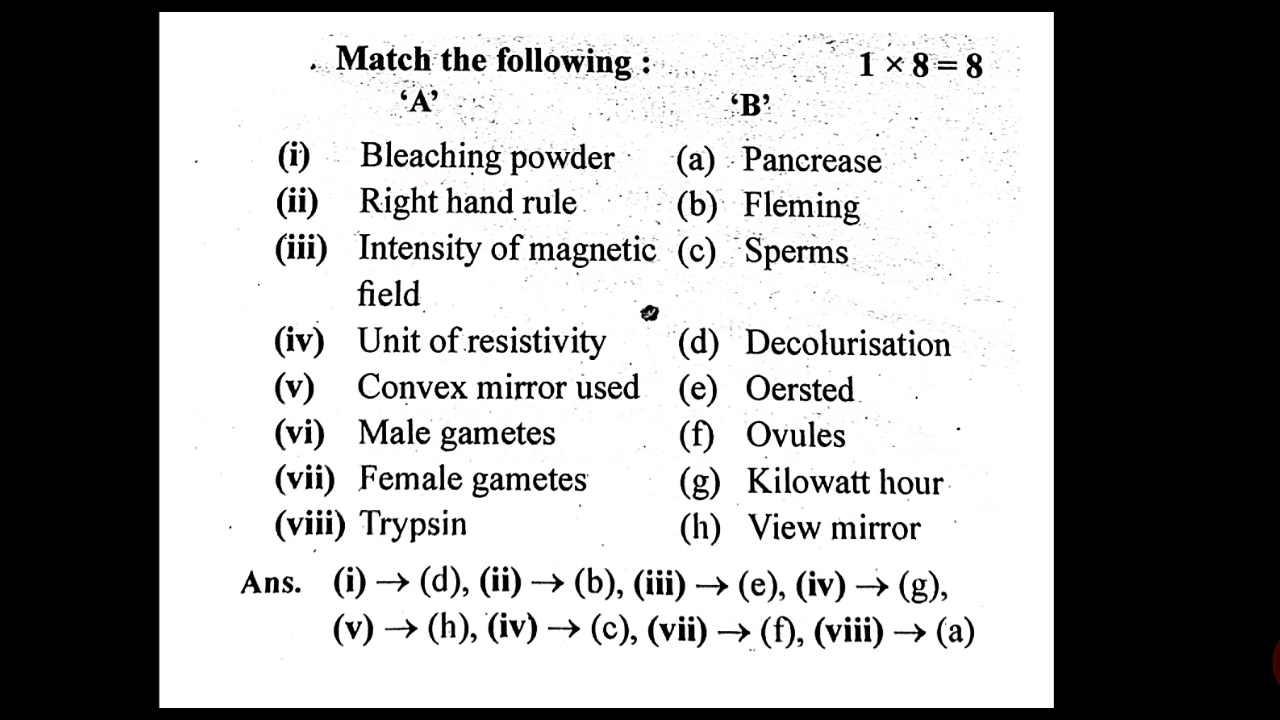 Match the following : 1 × 8 = 8
‘A’ ‘B’
(i) Bleaching powder (a) Pancrease
(ii) Right hand rule (b) Fleming
(iii) Intensity of magnetic (c) Sperms
field
(iv) Unit of resistivity (d) Decolurisation
(v) Convex mirror used (e) Oersted
(vi) Male gametes (f) Ovules
(vii) Female gametes (g) Kilowatt hour
(viii) Trypsin (h) View mirror
Ans. (i) → (d), (ii) → (b), (iii) → (e), (iv) → (g),
(v) → (h), (iv) → (c), (vii) → (f), (viii) → (a)